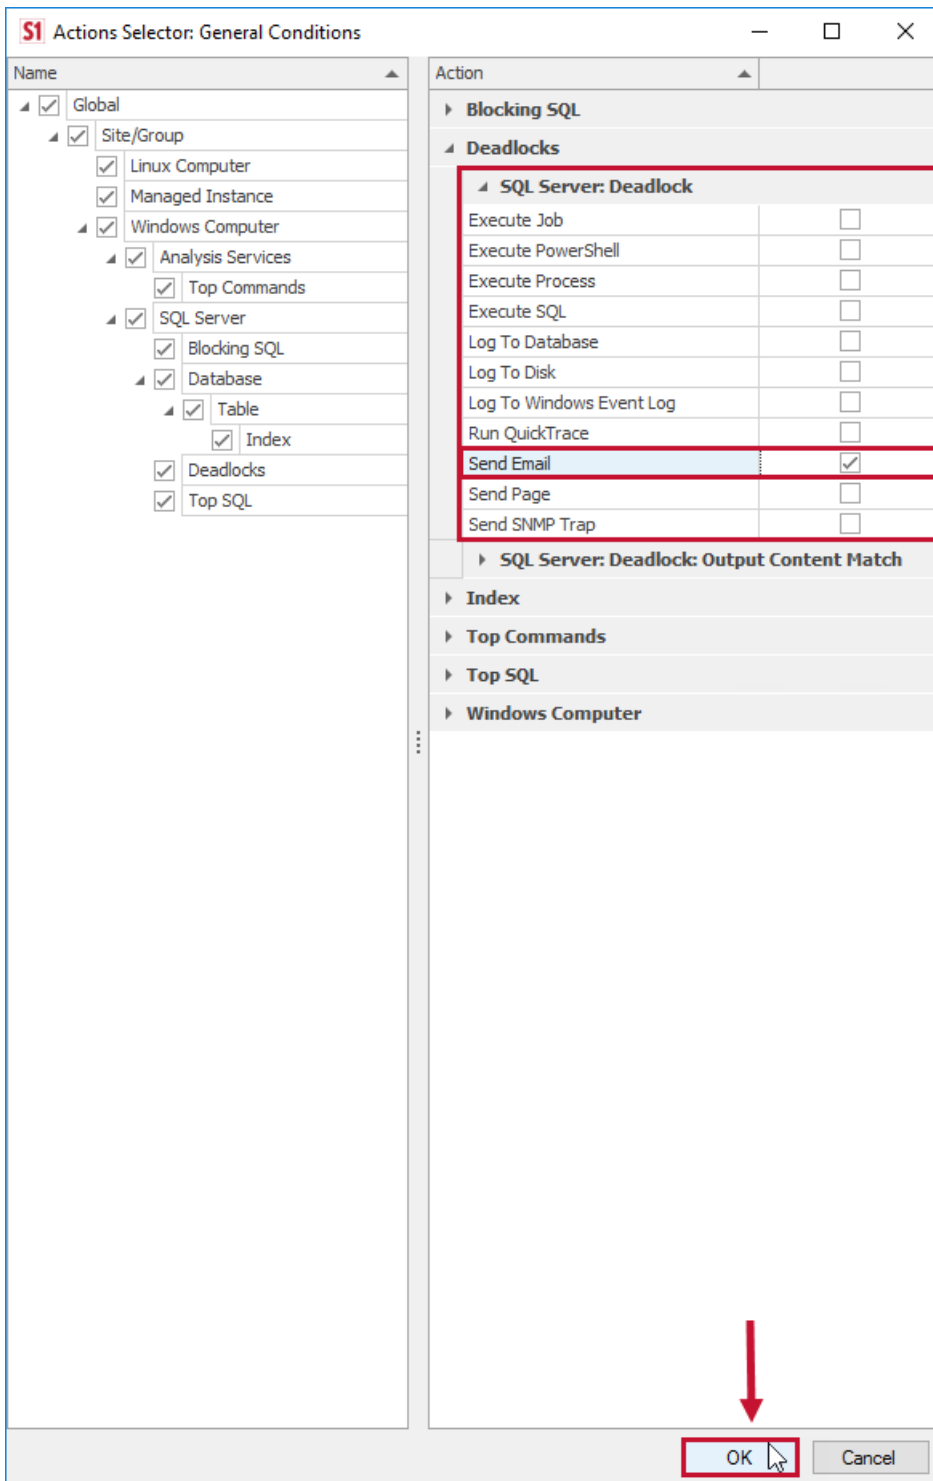 S1 Actions Selector: General Conditions
Name
Global
Site/Group
Linux Computer
Managed Instance
Windows Computer
Analysis Services
Top Commands
SQL Server
Blocking SQL
Database
Table
Index
Deadlocks
Top SQL
Action
Blocking SQL
Deadlocks
SQL Server: Deadlock
Execute Job
Execute PowerShell
Execute Process
Execute SQL
Log To Database
Log To Disk
Log To Windows Event Log
Run QuickTrace
Send Email
Send Page
Send SNMP Trap
SQL Server: Deadlock: Output Content Match
Index
Top Commands
Top SQL
Windows Computer
OK
Cancel